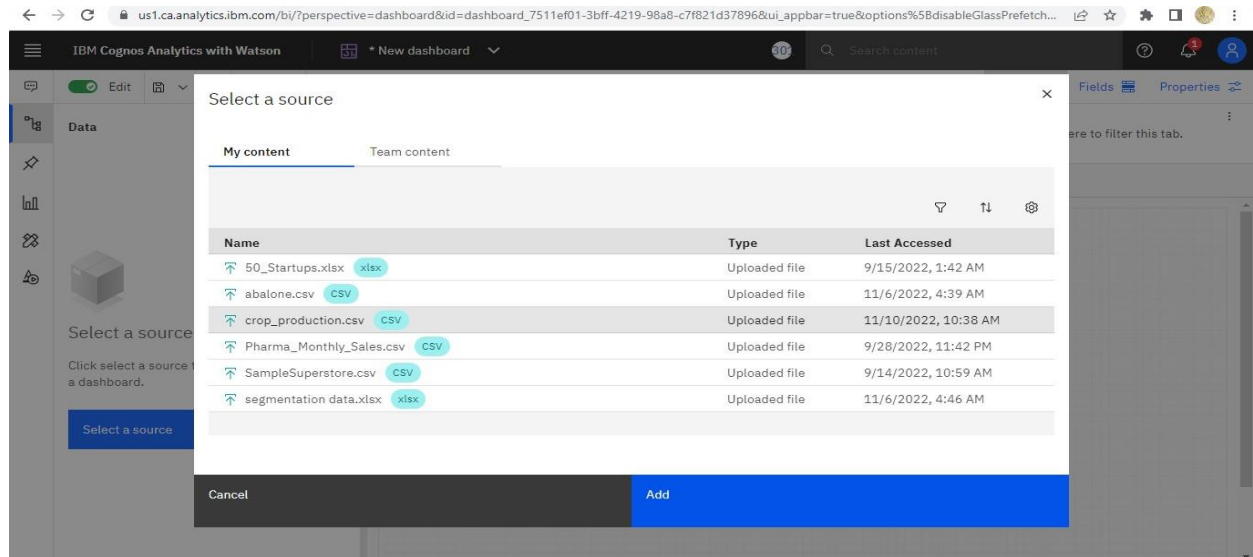 us1.ca.analytics.ibm.com/bi/?perspective=dashboard&id=dashboard_7511ef01-3bff-4219-98a8-c7f821d37896&ui_appbar=true&options%5BdisableGlassPrefetch...
IBM Cognos Analytics with Watson * New dashboard Search content 1
Edit Fields Properties
Select a source
Data ere to filter this tab.
My content Team content
Name Type Last Accessed
50_Startups.xlsx xlsx Uploaded file 9/15/2022, 1:42 AM
abalone.csv CSV Uploaded file 11/6/2022, 4:39 AM
crop_production.csv CSV Uploaded file 11/10/2022, 10:38 AM
Select a source
Pharma_Monthly_Sales.csv CSV Uploaded file 9/28/2022, 11:42 PM
Click select a source
SampleSuperstore.csv CSV Uploaded file 9/14/2022, 10:59 AM
a dashboard.
segmentation data.xlsx xlsx Uploaded file 11/6/2022, 4:46 AM
Select a source
Cancel Add